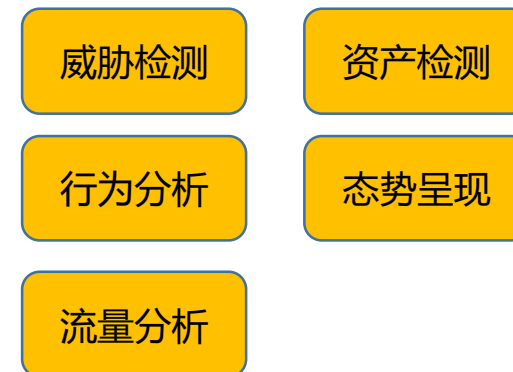 威胁检测
资产检测
行为分析
态势呈现
流量分析